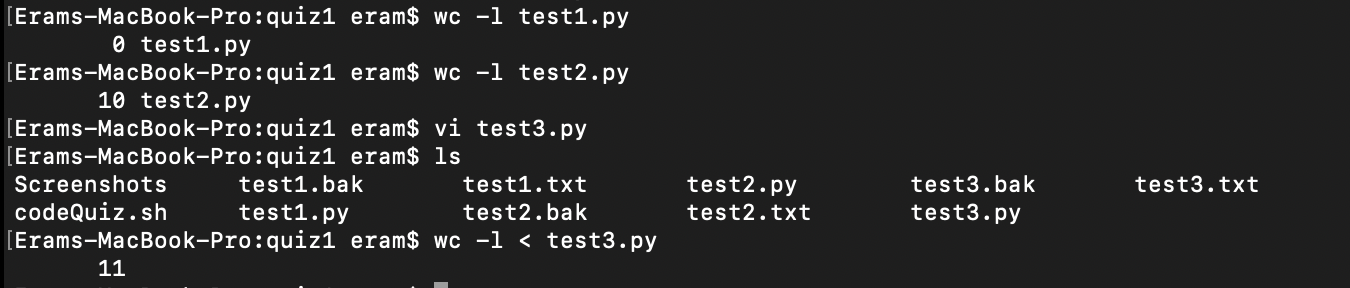 [Erams-MacBook-Pro:quiz1 eram$ wc -l test1.py
0 test1.py
[Erams-MacBook-Pro:quiz1 eram$ wc -l test2.py
10 test2.py
[Erams-MacBook-Pro:quiz1 eram$ vi test3.py
[Erams-MacBook-Pro:quiz1 eram$ ls
Screenshots test1.bak test1.txt test2.py test3.bak test3.txt
codeQuiz.sh test1.py test2.bak test2.txt test3.py
[Erams-MacBook-Pro:quiz1 eram$ wc -l < test3.py
11